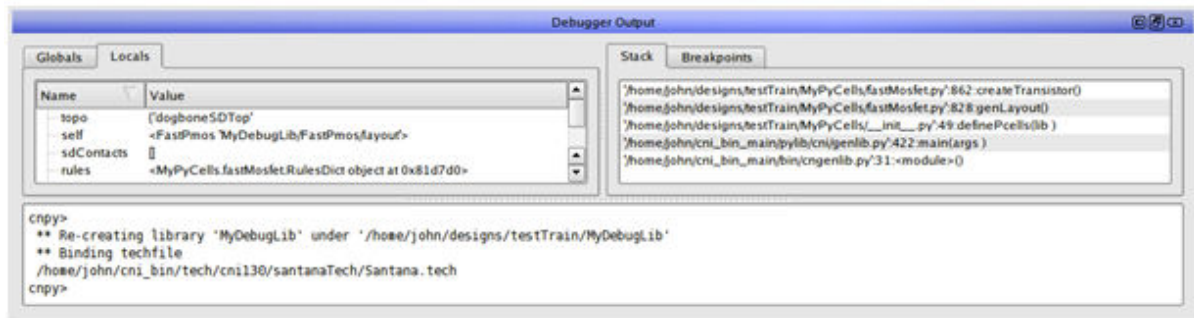 Debugger Output
Globals
Locals
Name Value
topo ('dogboneSDTop'
self <FastPmos 'MyDebugLib/FastPmos/layout'>
sdContacts []
rules <MyPyCells.fastMosfet.RulesDict object at 0x81d7d0>
Stack
Breakpoints
'/home/john/designs/testTrain/MyPyCells/fastMosfet.py':862:createTransistor()
'/home/john/designs/testTrain/MyPyCells/fastMosfet.py':828:genLayout()
'/home/john/designs/testTrain/MyPyCells/__init__.py':49:definePcells(lib )
'/home/john/cni_bin_main/pylib/cni/genlib.py':422:main(args )
'/home/john/cni_bin_main/bin/cngenlib.py':31:<module>()
cnpy>
** Re-creating library 'MyDebugLib' under '/home/john/designs/testTrain/MyDebugLib'
** Binding techfile
/home/john/cni_bin/tech/cni130/santanaTech/Santana.tech
cnpy>